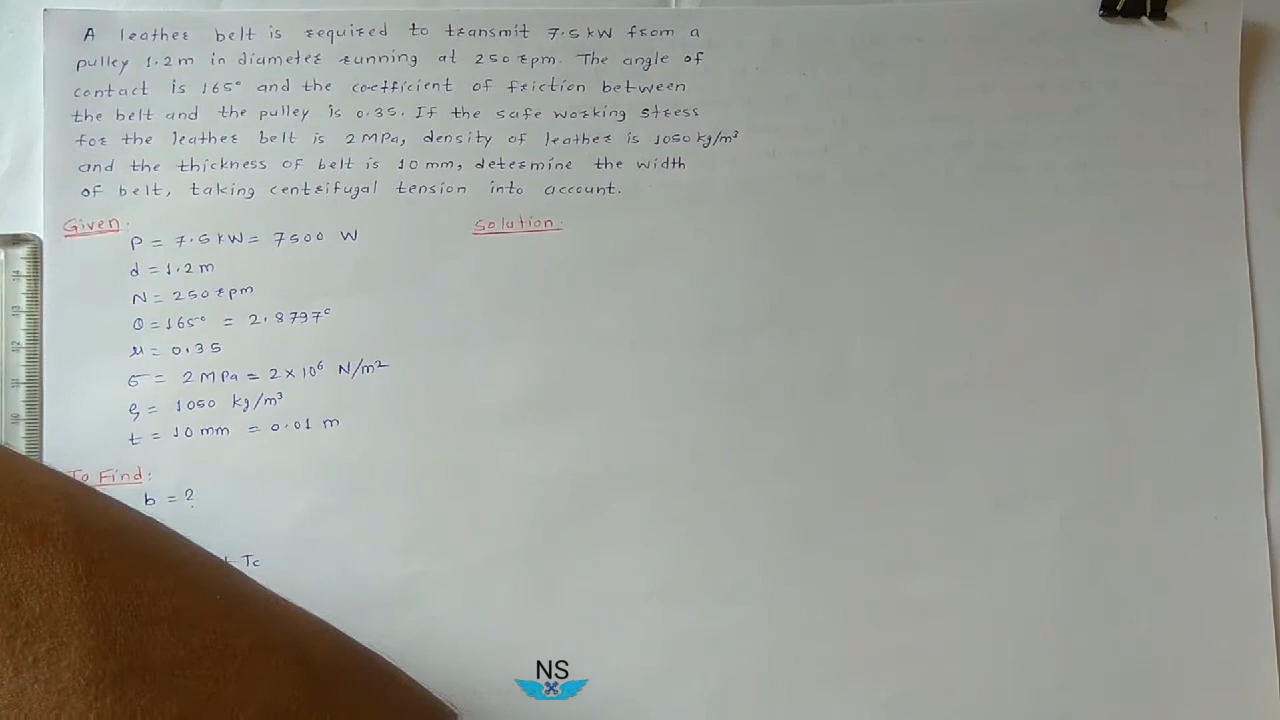 A leather belt is required to transmit 7.5 kW from a
pulley 1.2 m in diameter running at 250 rpm. The angle of
contact is 165° and the coefficient of friction between
the belt and the pulley is 0.35. If the safe working stress
for the leather belt is 2 MPa, density of leather is 1050 kg/m³
and the thickness of belt is 10 mm, determine the width
of belt, taking centrifugal tension into account.
Given:
P = 7.5 kW = 7500 W
d = 1.2 m
N = 250 rpm
θ = 165° = 2.8797ᶜ
μ = 0.35
σ = 2 MPa = 2 × 10⁶ N/m²
ρ = 1050 kg/m³
t = 10 mm = 0.01 m
To Find:
b = ?
+ Tc
Solution:
NS